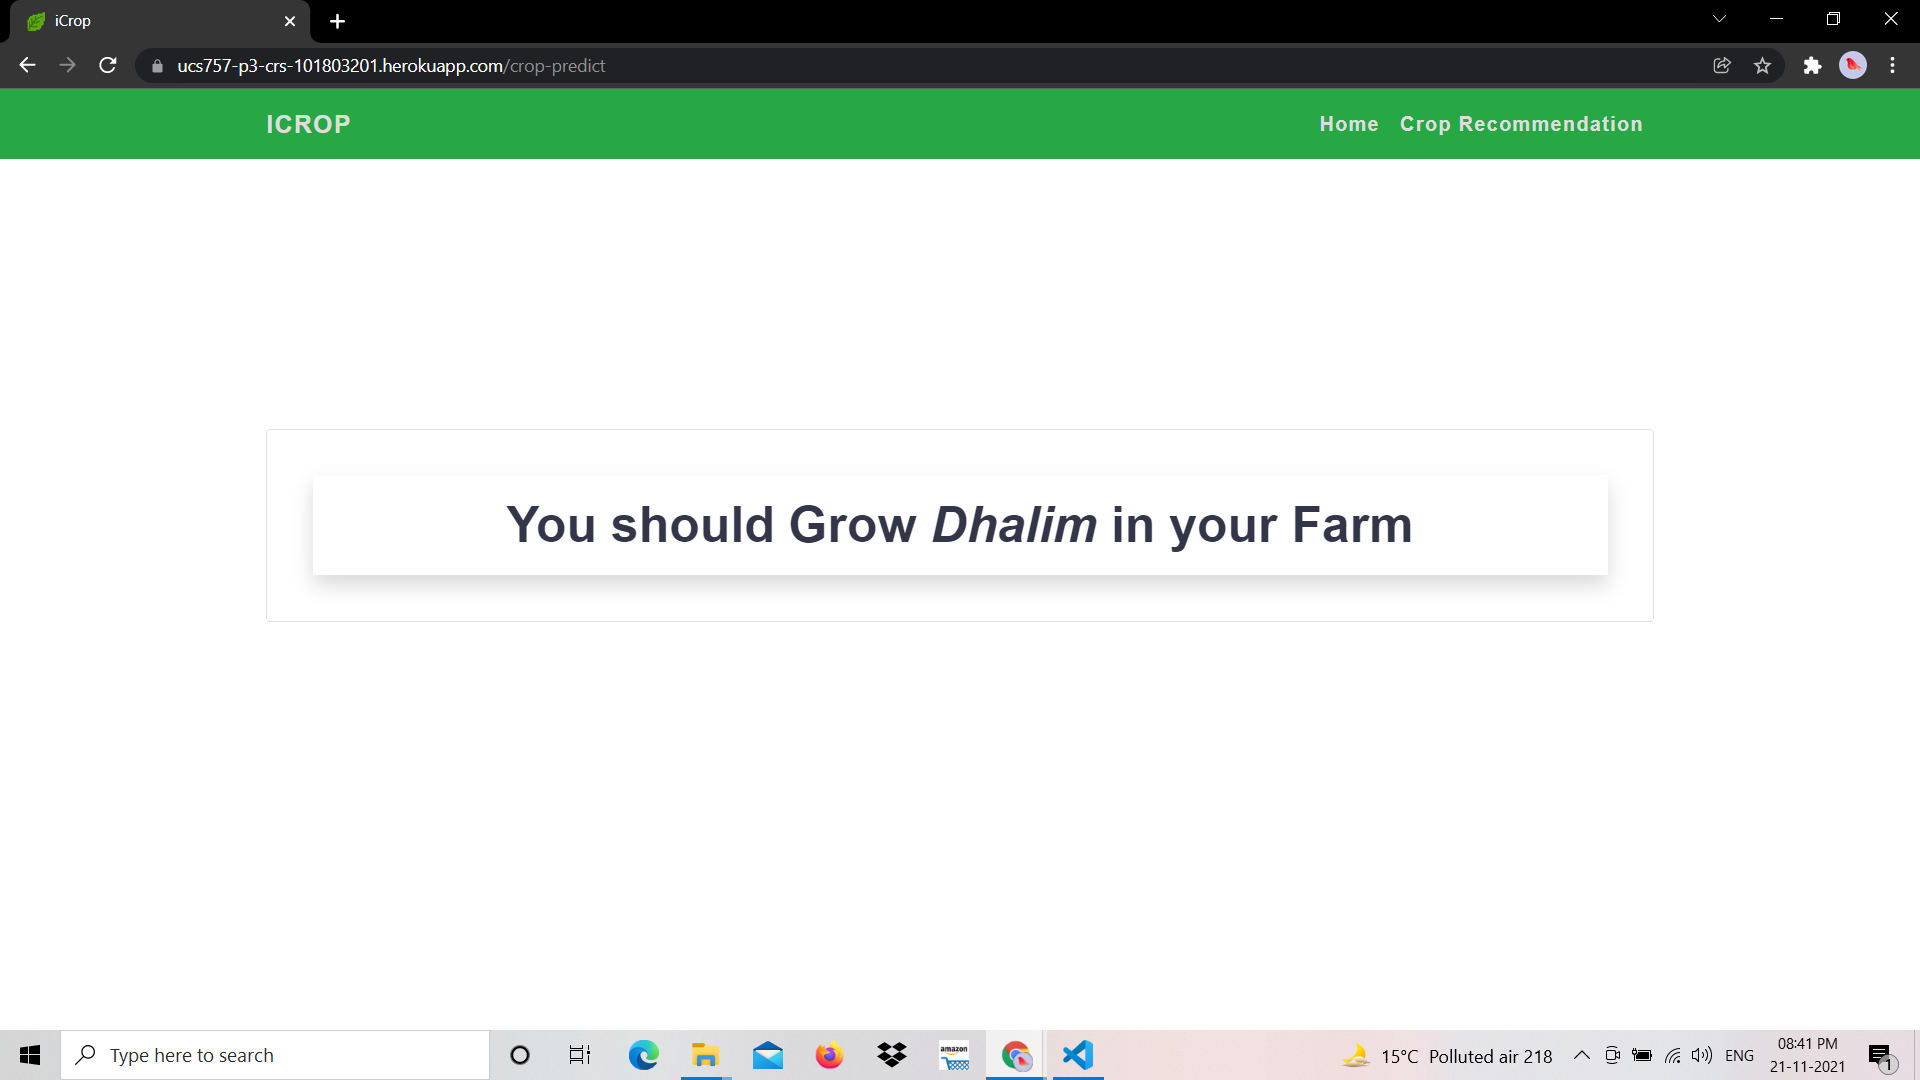 iCrop
ucs757-p3-crs-101803201.herokuapp.com/crop-predict
ICROP
Home Crop Recommendation
You should Grow Dhalim in your Farm
Type here to search
amazon
15°C Polluted air 218
ENG
08:41 PM
21-11-2021
1